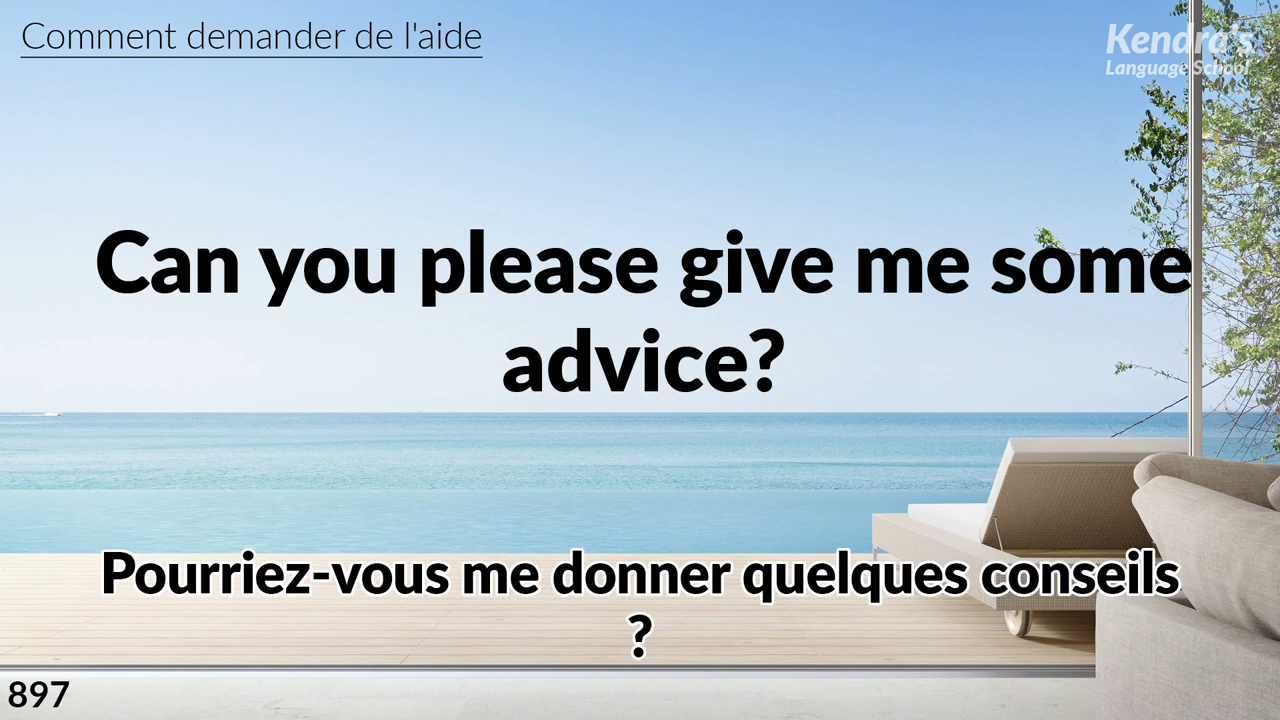 Comment demander de l'aide
Kendra's
Language School
Can you please give me some
advice?
Pourriez-vous me donner quelques conseils
?
897